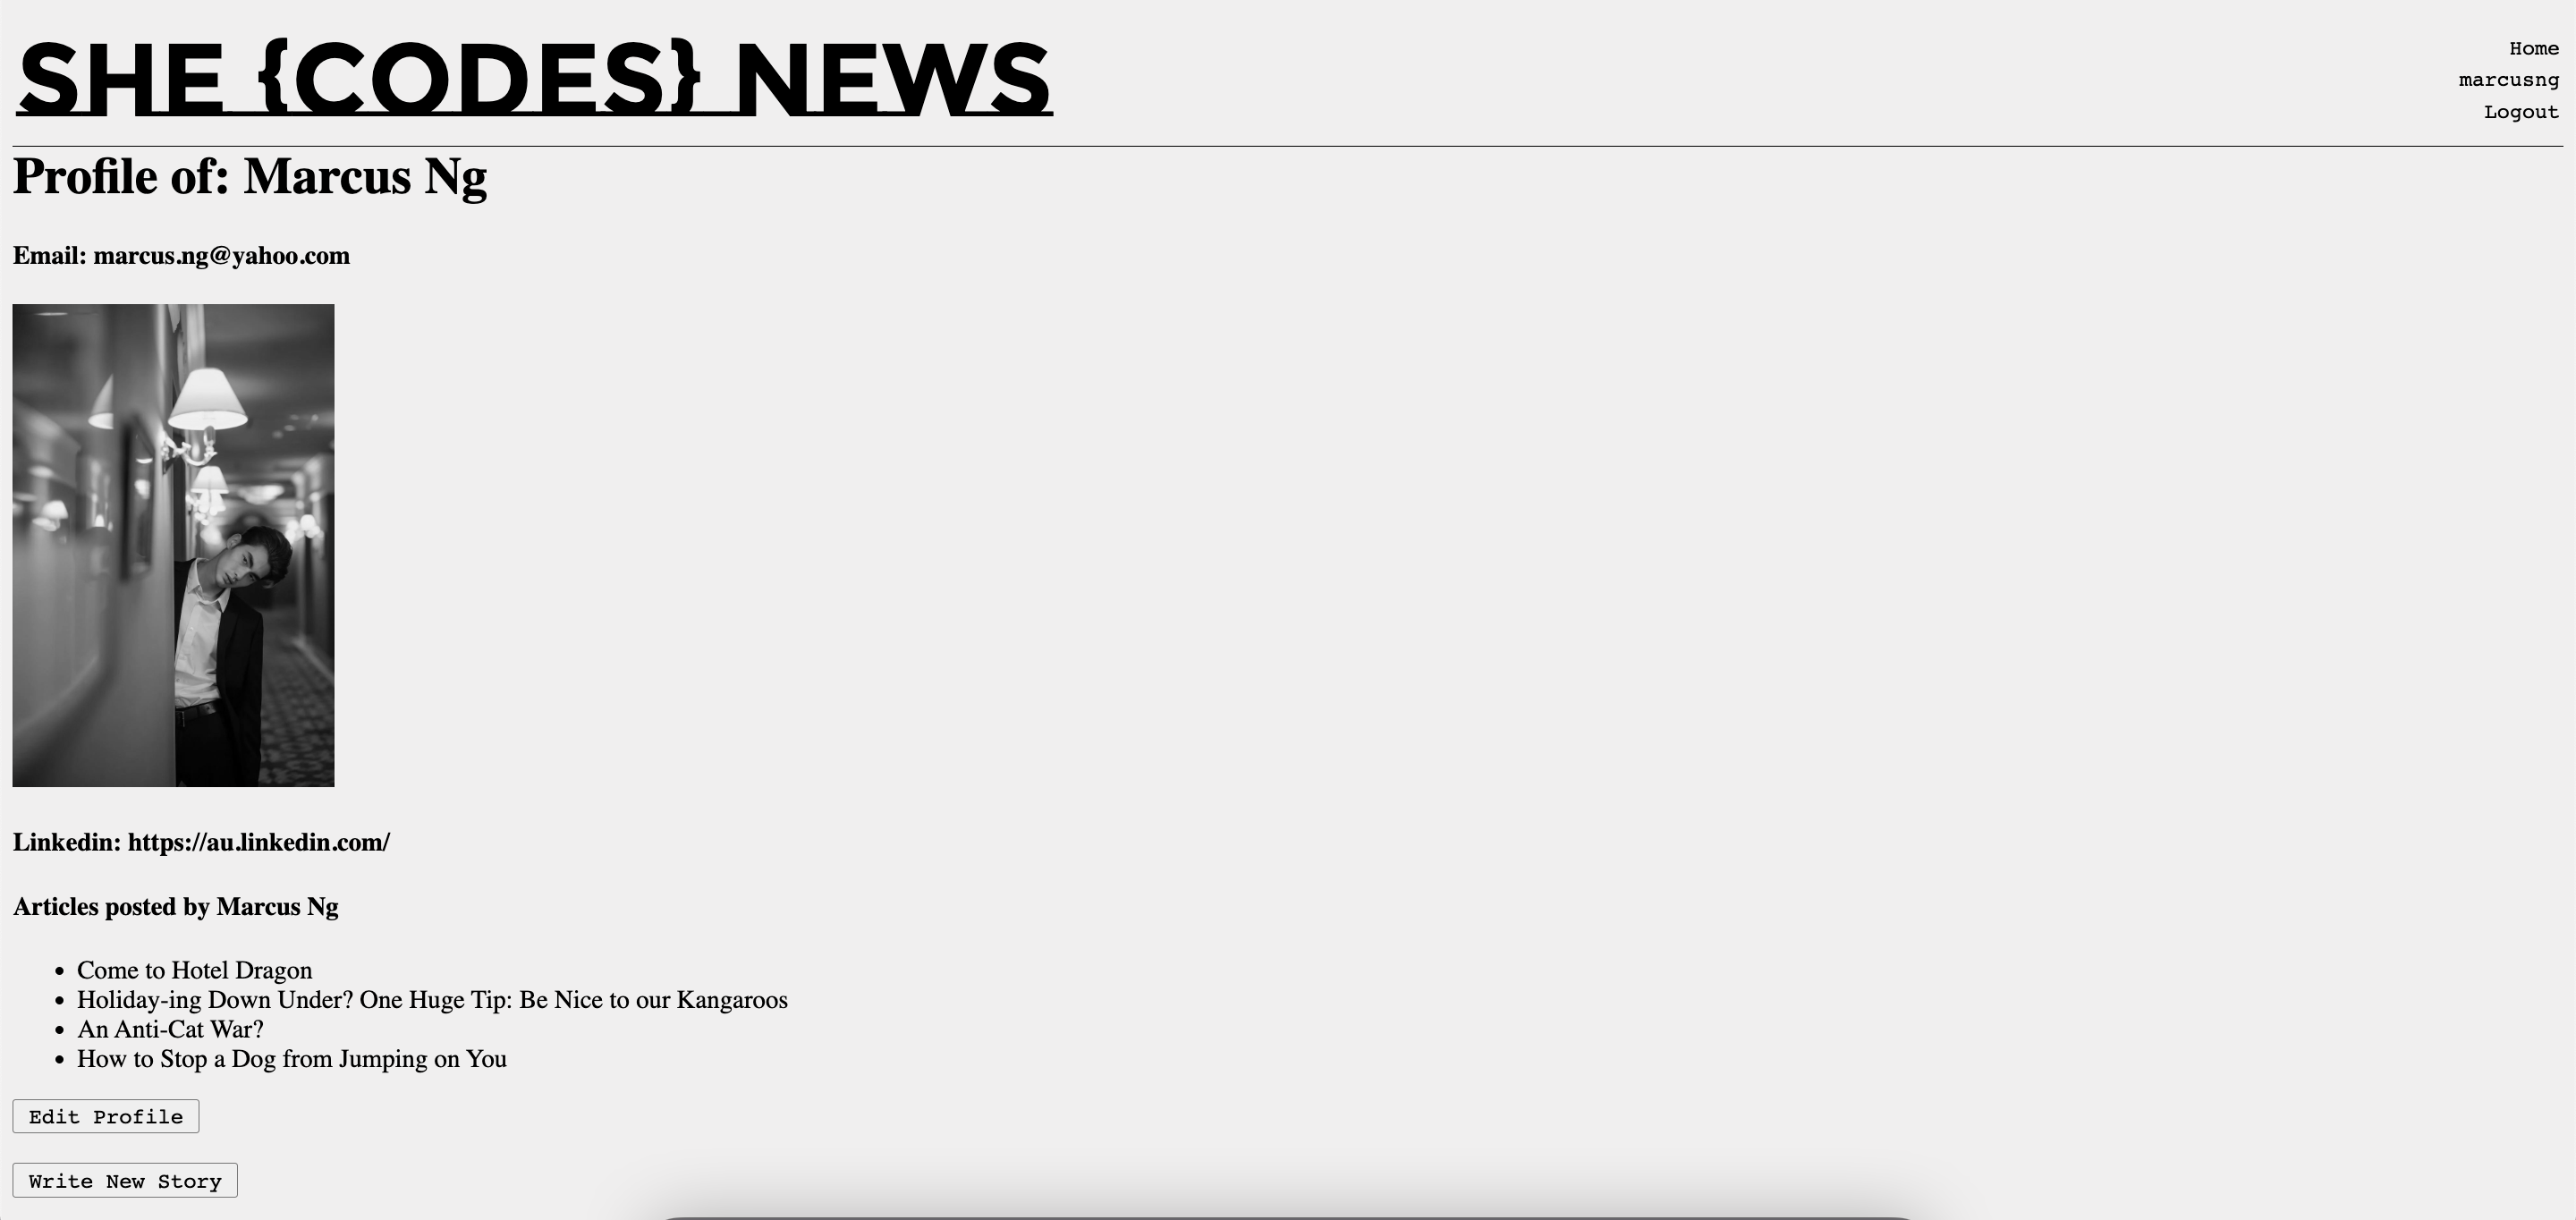 SHE {CODES} NEWS
Home
marcusng
Logout
Profile of: Marcus Ng
Email: marcus.ng@yahoo.com
Linkedin: https://au.linkedin.com/
Articles posted by Marcus Ng
Come to Hotel Dragon
Holiday-ing Down Under? One Huge Tip: Be Nice to our Kangaroos
An Anti-Cat War?
How to Stop a Dog from Jumping on You
Edit Profile
Write New Story